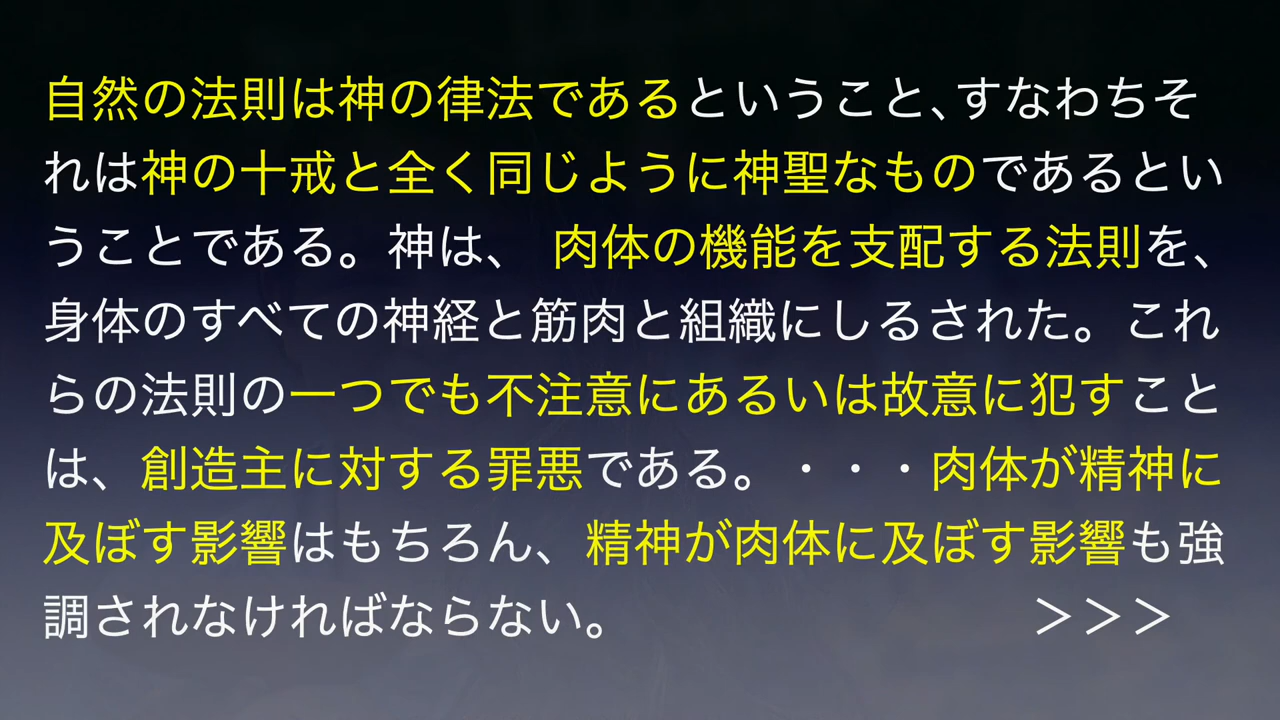 自然の法則は神の律法であるということ、すなわちそ
れは神の十戒と全く同じように神聖なものであるとい
うことである。神は、 肉体の機能を支配する法則を、
身体のすべての神経と筋肉と組織にしるされた。これ
らの法則の一つでも不注意にあるいは故意に犯すこと
は、創造主に対する罪悪である。・・・肉体が精神に
及ぼす影響はもちろん、精神が肉体に及ぼす影響も強
調されなければならない。 ＞＞＞